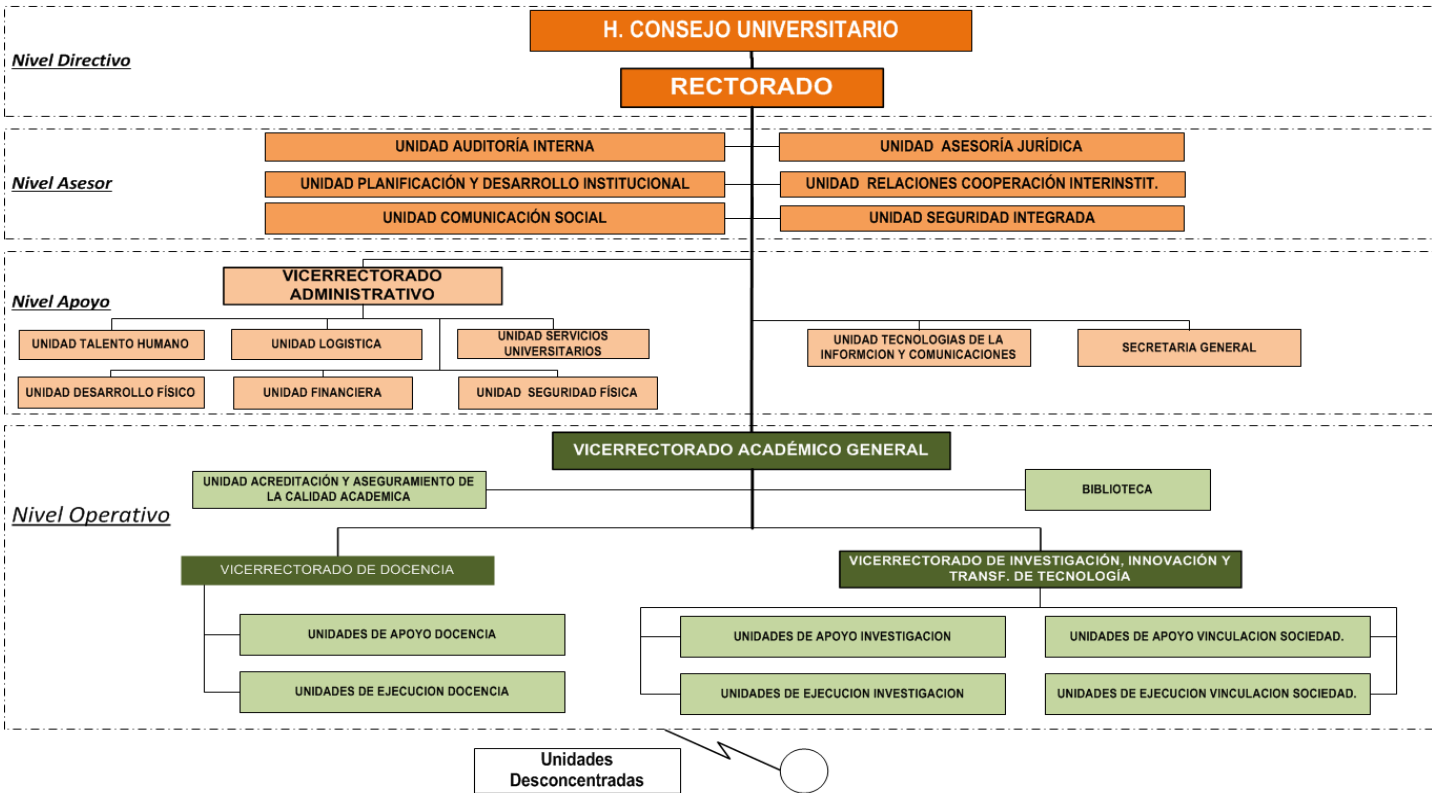 H. CONSEJO UNIVERSITARIO
Nivel Directivo
RECTORADO
UNIDAD AUDITORÍA INTERNA
UNIDAD ASESORÍA JURÍDICA
Nivel Asesor
UNIDAD PLANIFICACIÓN Y DESARROLLO INSTITUCIONAL
UNIDAD RELACIONES COOPERACIÓN INTERINSTIT.
UNIDAD COMUNICACIÓN SOCIAL
UNIDAD SEGURIDAD INTEGRADA
VICERRECTORADO
ADMINISTRATIVO
Nivel Apoyo
UNIDAD TALENTO HUMANO
UNIDAD LOGISTICA
UNIDAD SERVICIOS
UNIVERSITARIOS
UNIDAD TECNOLOGIAS DE LA
INFORMCION Y COMUNICACIONES
SECRETARIA GENERAL
UNIDAD DESARROLLO FÍSICO
UNIDAD FINANCIERA
UNIDAD SEGURIDAD FÍSICA
VICERRECTORADO ACADÉMICO GENERAL
UNIDAD ACREDITACIÓN Y ASEGURAMIENTO DE
LA CALIDAD ACADEMICA
BIBLIOTECA
Nivel Operativo
VICERRECTORADO DE DOCENCIA
VICERRECTORADO DE INVESTIGACIÓN, INNOVACIÓN Y
TRANSF. DE TECNOLOGÍA
UNIDADES DE APOYO DOCENCIA
UNIDADES DE APOYO INVESTIGACION
UNIDADES DE APOYO VINCULACION SOCIEDAD.
UNIDADES DE EJECUCION DOCENCIA
UNIDADES DE EJECUCION INVESTIGACION
UNIDADES DE EJECUCION VINCULACION SOCIEDAD.
Unidades
Desconcentradas